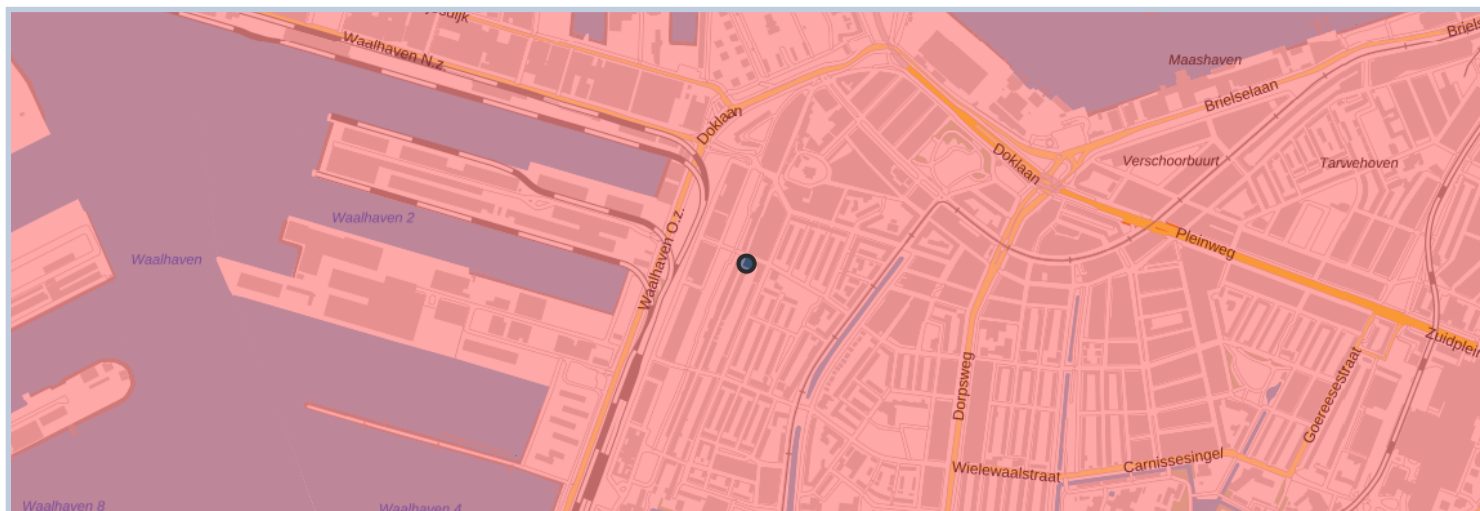 Waalhaven N.z.
Maashaven
Brielselaan
Doklaan
Doklaan
Verschoorbuurt
Tarwehoven
Waalhaven 2
Waalhaven O.z.
Pleinweg
Waalhaven
Zuidplein
Dorpsweg
Goereesestraat
Wielewaalstraat
Carnissesingel
Waalhaven 8
Waalhaven 4